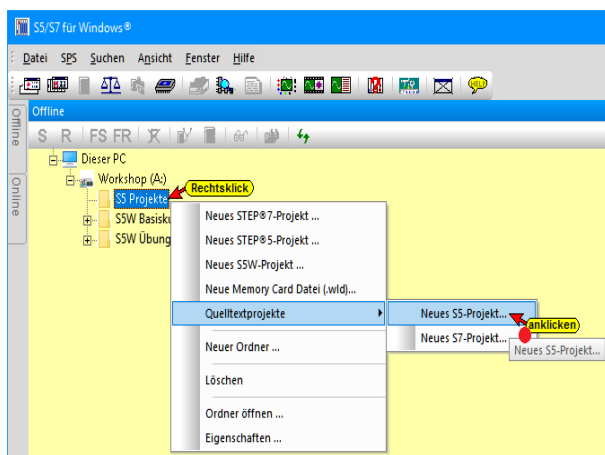 S5/S7 für Windows®
Datei SPS Suchen Ansicht Fenster Hilfe
Offline
S R FS FR
Offline
Online
Dieser PC
Workshop (A:)
Rechtsklick
S5 Projekte
S5W Basisku
S5W Übung
Neues STEP®7-Projekt ...
Neues STEP®5-Projekt ...
Neues S5W-Projekt ...
Neue Memory Card Datei (.wld)...
Quelltextprojekte
Neuer Ordner ...
Löschen
Ordner öffnen ...
Eigenschaften ...
Neues S5-Projekt...
anklicken)
Neues S7-Projekt...
Neues S5-Projekt...